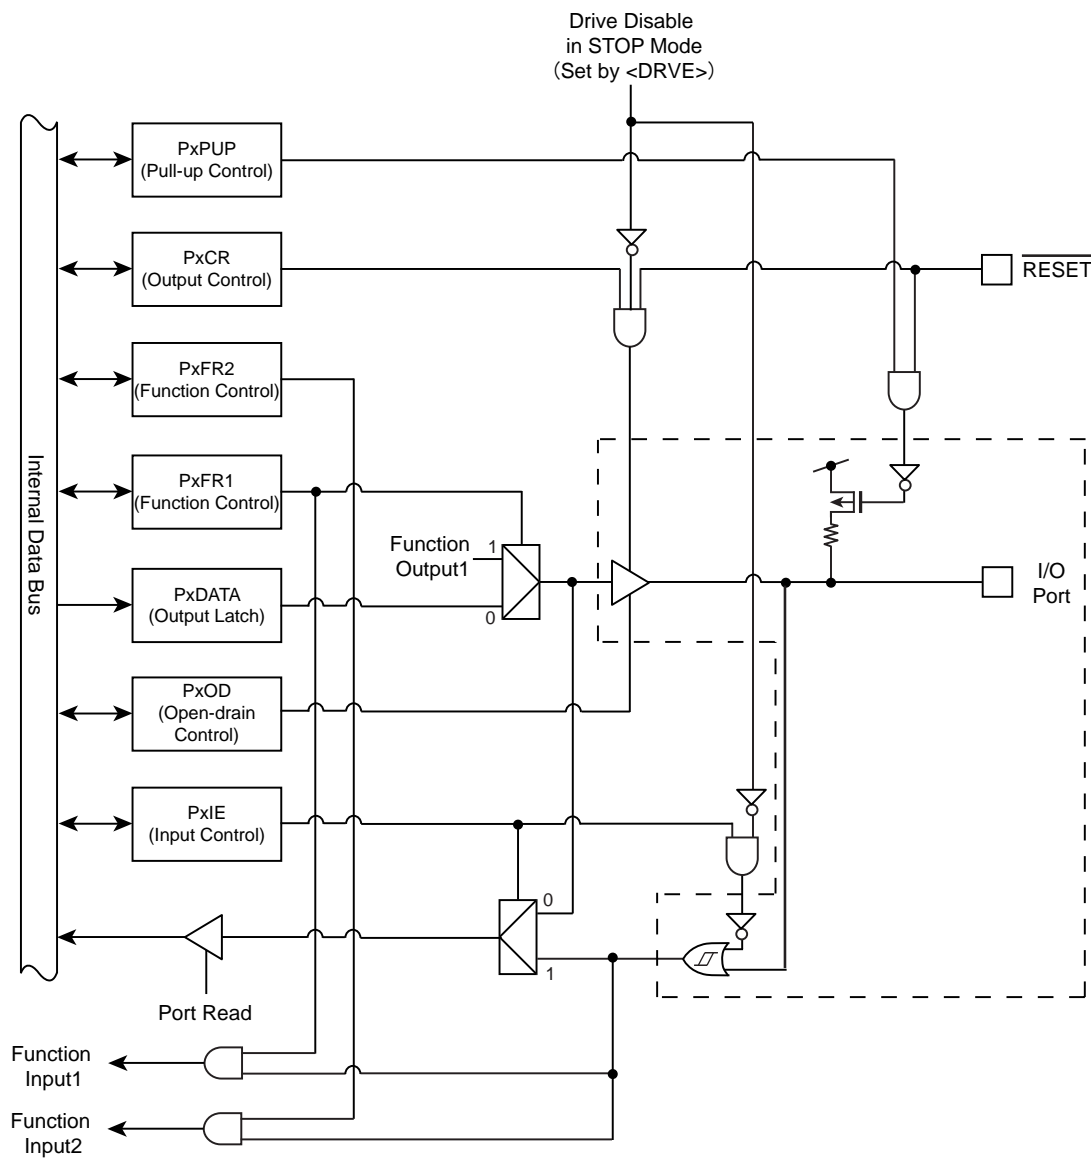 Drive Disable
in STOP Mode
(Set by <DRVE>)
PxPUP
(Pull-up Control)
PxCR
(Output Control)
RESET
PxFR2
(Function Control)
Internal Data Bus
PxFR1
(Function Control)
Function
Output1
1
0
PxDATA
(Output Latch)
I/O
Port
PxOD
(Open-drain
Control)
PxIE
(Input Control)
0
1
Port Read
Function
Input1
Function
Input2